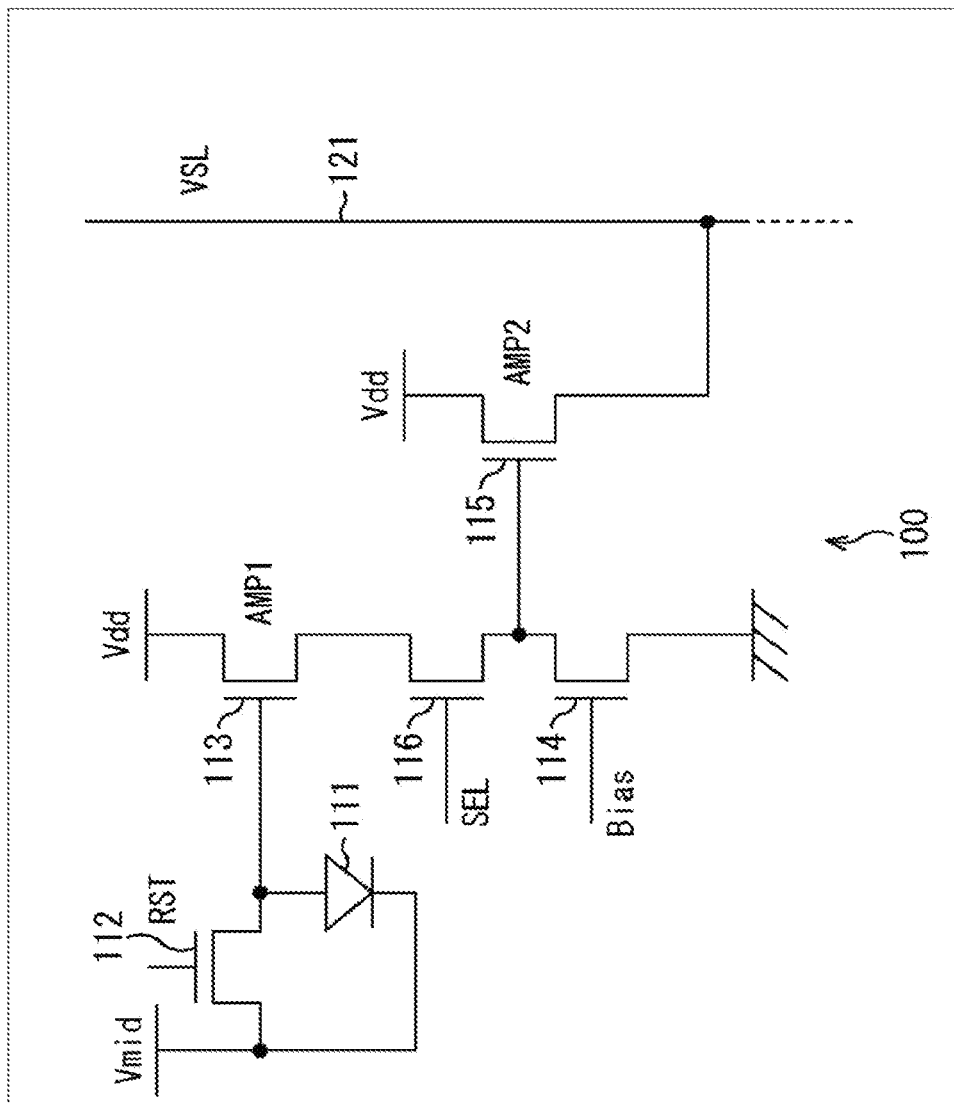 Vmid
112
RST
111
113
Vdd
AMP1
116
SEL
114
Bias
115
Vdd
AMP2
VSL
121
100